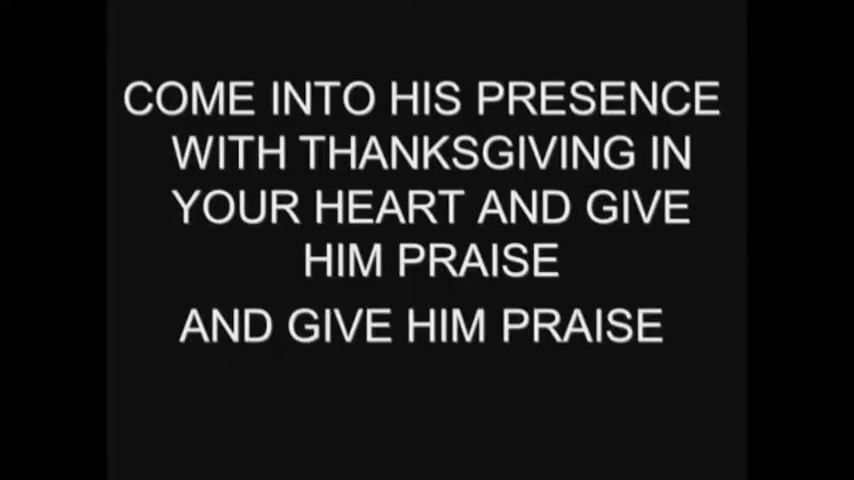 COME INTO HIS PRESENCE
WITH THANKSGIVING IN
YOUR HEART AND GIVE
HIM PRAISE
AND GIVE HIM PRAISE